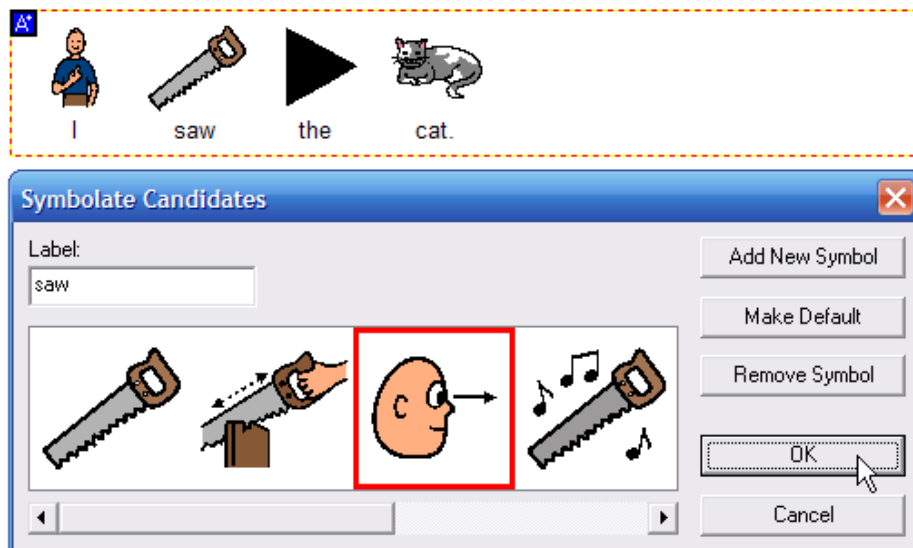 A*
I saw the cat.
Symbolate Candidates
Label:
saw
Add New Symbol
Make Default
Remove Symbol
OK
Cancel